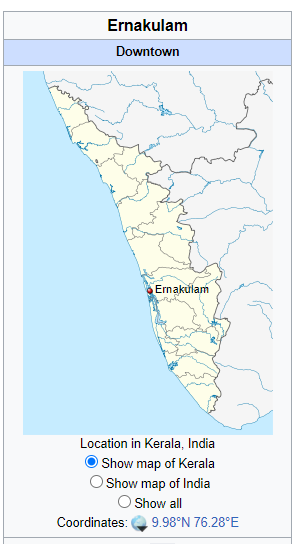 Ernakulam
Downtown
Ernakulam
Location in Kerala, India
Show map of Kerala
Show map of India
Show all
Coordinates: 9.98°N 76.28°E